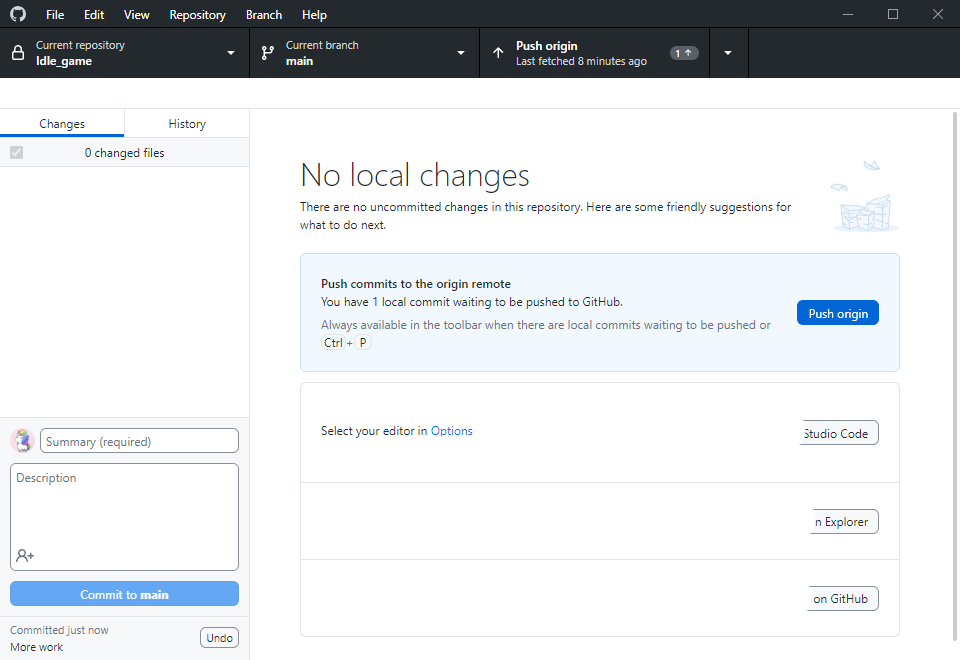 File Edit View Repository Branch Help
Current repository
Idle_game
Current branch
main
Push origin
Last fetched 8 minutes ago
1
Changes
History
0 changed files
No local changes
There are no uncommitted changes in this repository. Here are some friendly suggestions for
what to do next.
Push commits to the origin remote
You have 1 local commit waiting to be pushed to GitHub.
Always available in the toolbar when there are local commits waiting to be pushed or
Ctrl + P
Push origin
Select your editor in Options
Studio Code
n Explorer
on GitHub
Summary (required)
Description
Commit to main
Committed just now
More work
Undo